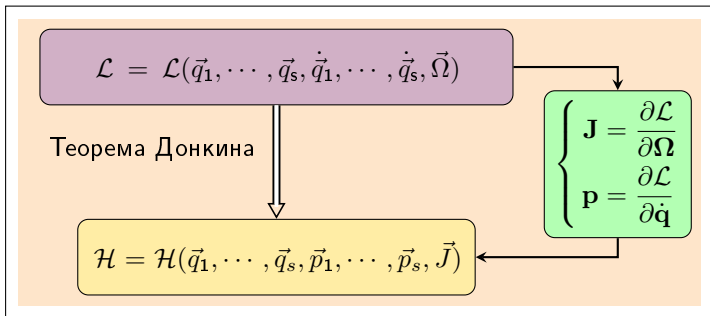 ℒ = ℒ(q⃗₁, ⋯ , q⃗ₛ, q̇⃗₁, ⋯ , q̇⃗ₛ, Ω⃗)
Теорема Донкина
{ J = ∂ℒ/∂Ω
p = ∂ℒ/∂q̇
ℋ = ℋ(q⃗₁, ⋯ , q⃗ₛ, p⃗₁, ⋯ , p⃗ₛ, J⃗)